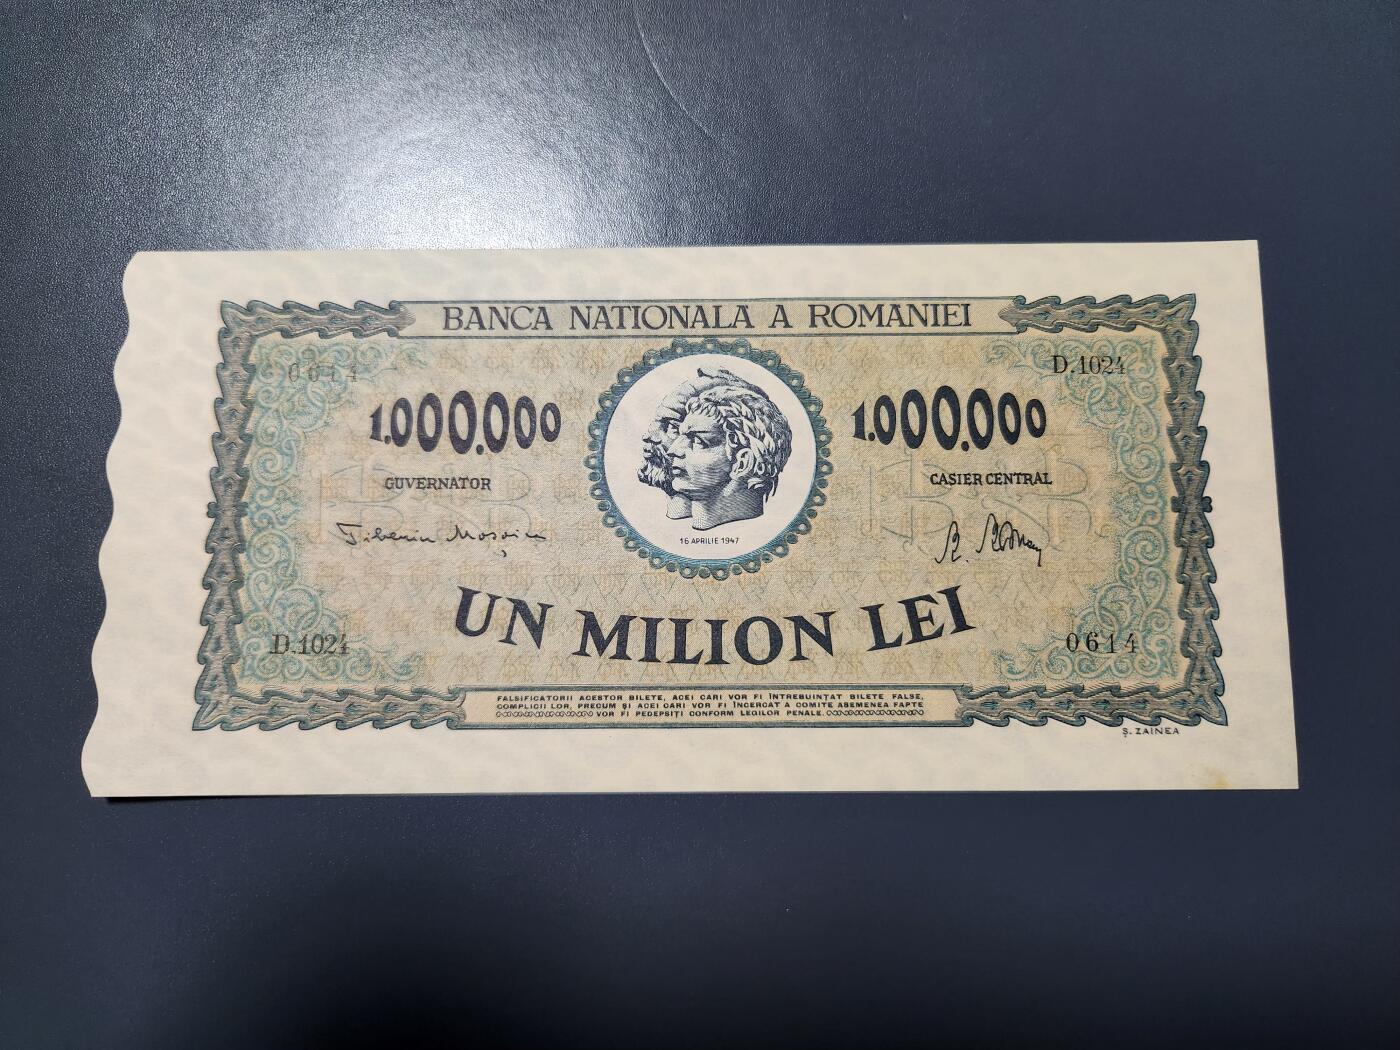 BANCA NATIONALA A ROMANIEI
0614
D.1024
1.000.000
1.000.000
GUVERNATOR
CASIER CENTRAL
16 APRILIE 1947
UN MILION LEI
D.1024
0614
FALSIFICATORII ACESTOR BILETE, ACEI CARI VOR FI ÎNTREBUINȚAT BILETE FALSE,
COMPLICII LOR, PRECUM ȘI ACEI CARI VOR FI ÎNCERCAT A COMITE ASEMENEA FAPTE
VOR FI PEDEPSIȚI CONFORM LEGILOR PENALE.
Ș. ZAINEA